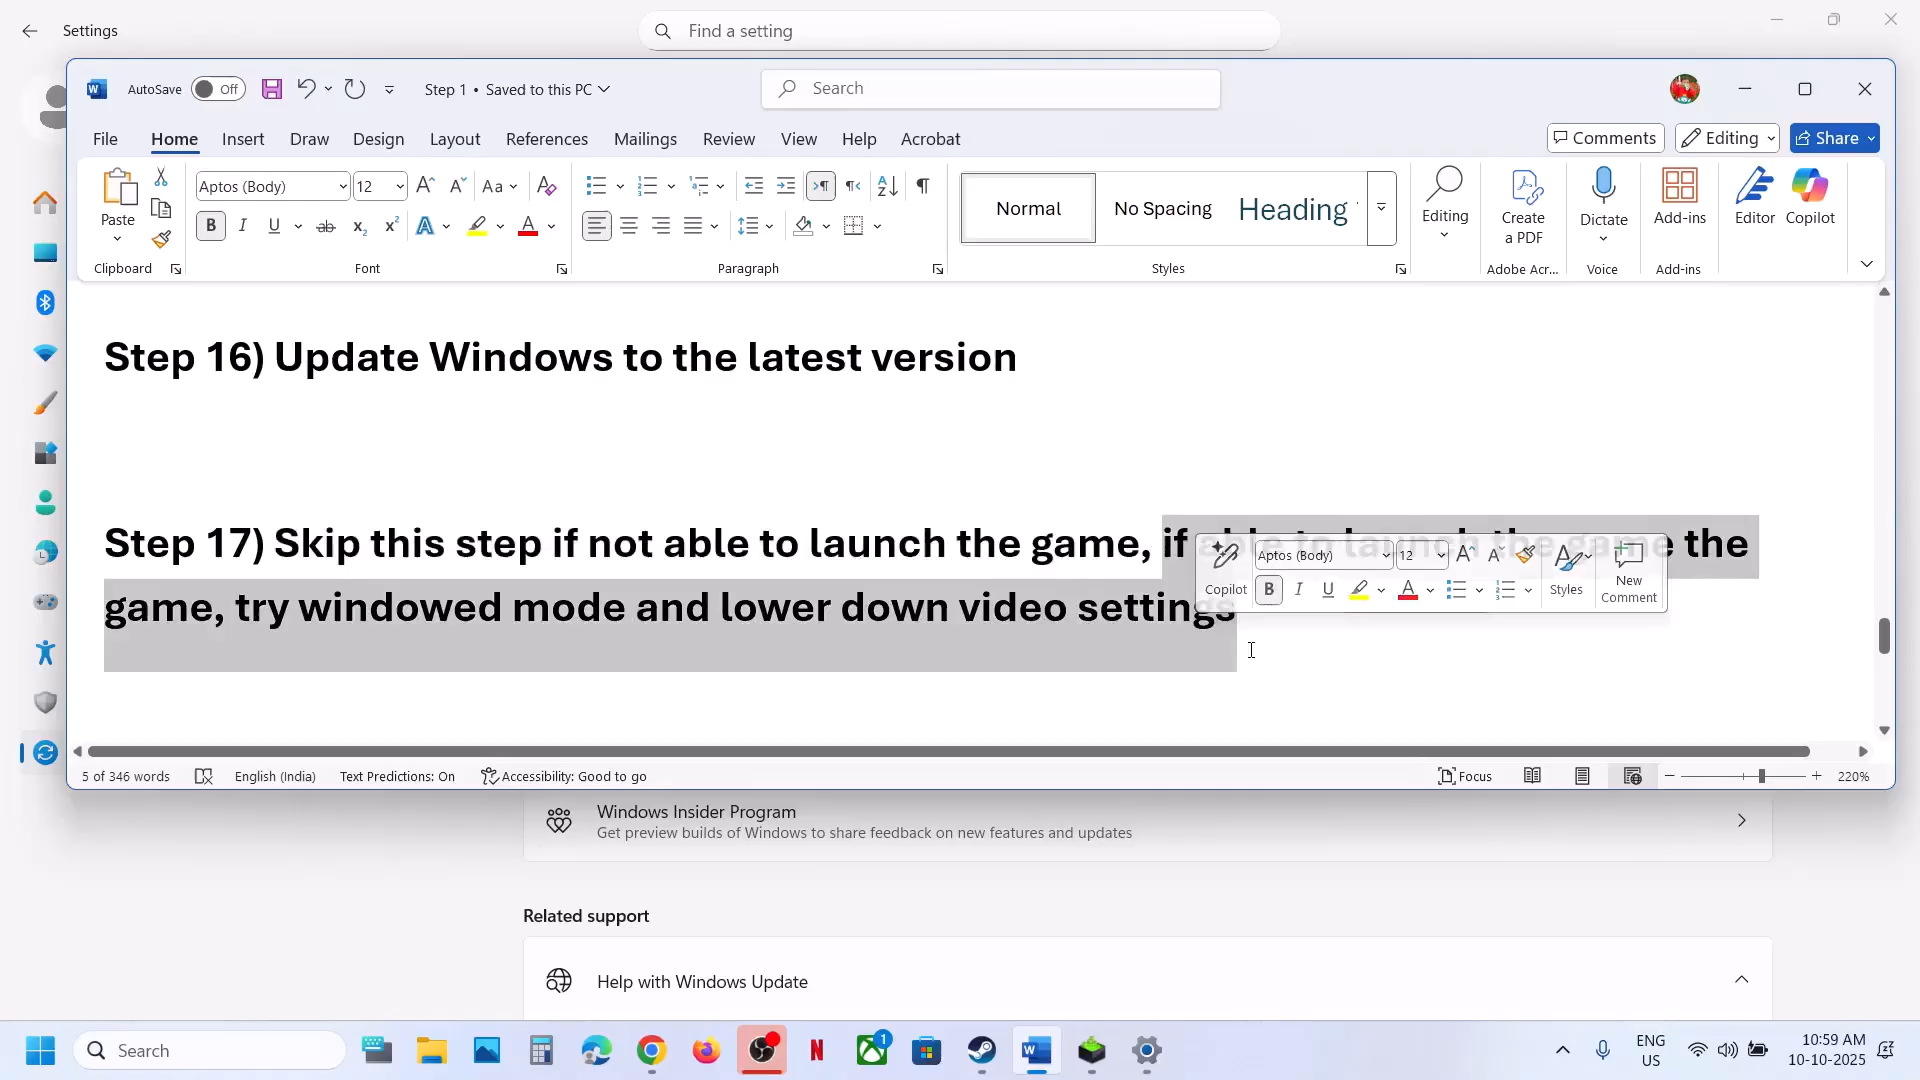 Settings
Find a setting
AutoSave Off
Step 1 • Saved to this PC
Search
File Home Insert Draw Design Layout References Mailings Review View Help Acrobat
Comments Editing Share
Paste
Aptos (Body) 12
Normal
No Spacing
Heading
Editing
Create
a PDF
Dictate
Add-ins
Editor
Copilot
Clipboard
Font
Paragraph
Styles
Adobe Acr...
Voice
Add-ins
Step 16) Update Windows to the latest version
Step 17) Skip this step if not able to launch the game, if able to launch the game the
game, try windowed mode and lower down video settings
Aptos (Body) 12
Copilot
Styles
New
Comment
5 of 346 words
English (India)
Text Predictions: On
Accessibility: Good to go
Focus
220%
Windows Insider Program
Get preview builds of Windows to share feedback on new features and updates
Related support
Help with Windows Update
Search
1
ENG
US
10:59 AM
10-10-2025